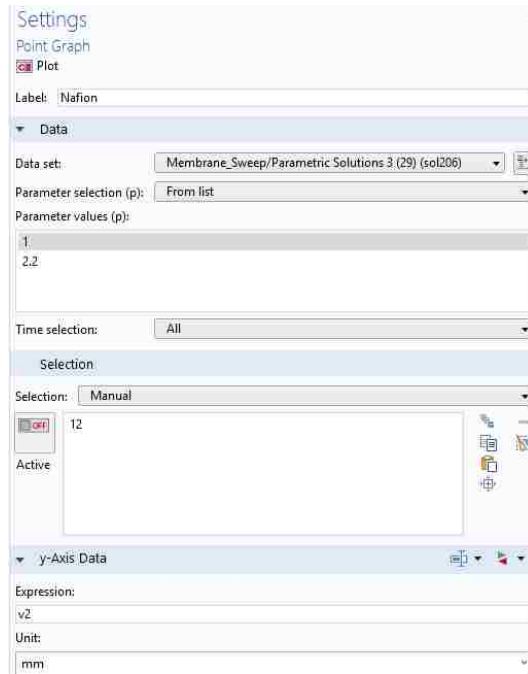 Settings
Point Graph
Plot
Label: Nafion
Data
Data set: Membrane_Sweep/Parametric Solutions 3 (29) (sol206)
Parameter selection (p): From list
Parameter values (p):
1
2.2
Time selection: All
Selection
Selection: Manual
OFF 12
Active
y-Axis Data
Expression:
v2
Unit:
mm